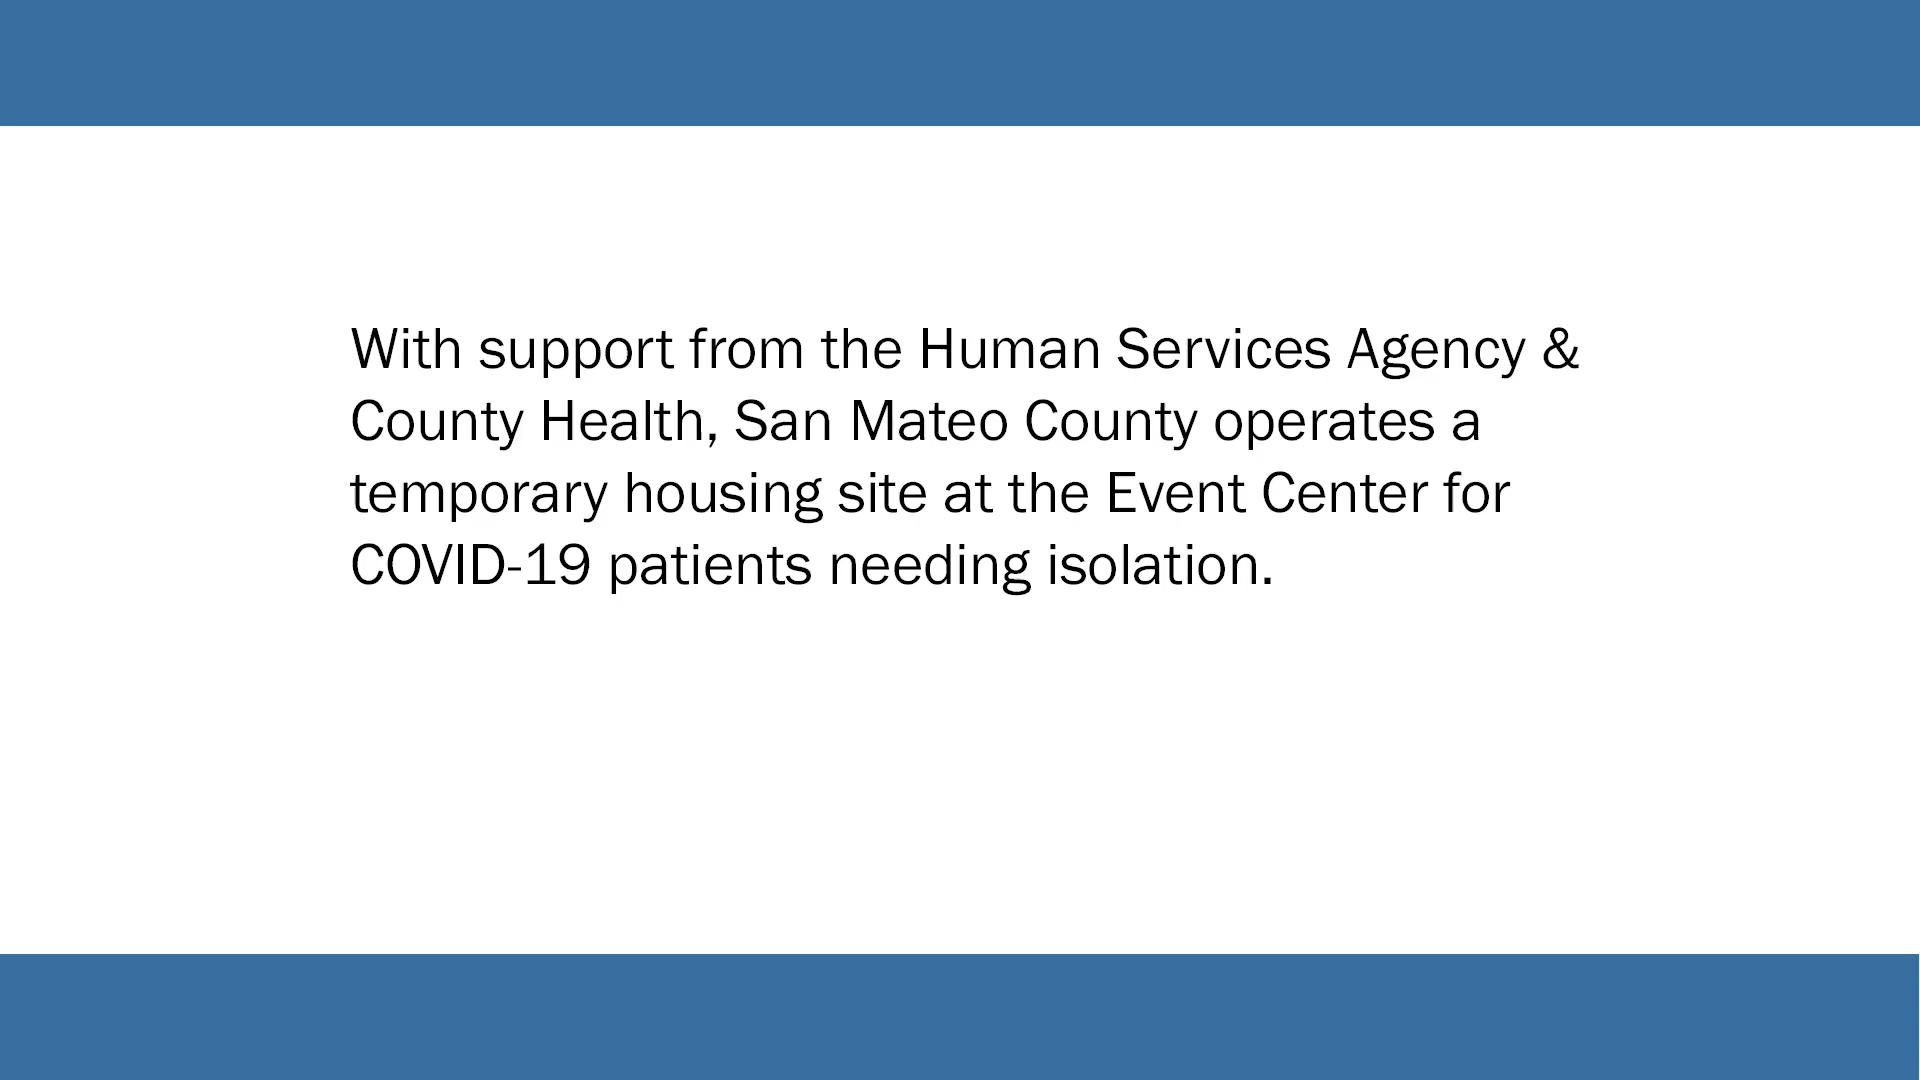 With support from the Human Services Agency &
County Health, San Mateo County operates a
temporary housing site at the Event Center for
COVID-19 patients needing isolation.